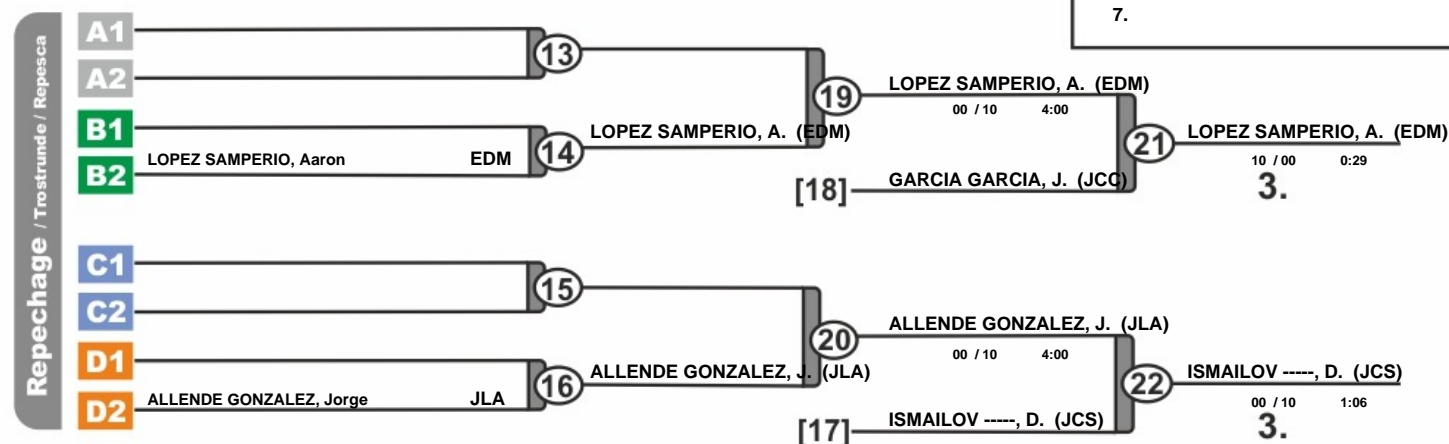 7.
Repechage / Trostrunde / Repesca
A1
A2
13
B1
B2
LOPEZ SAMPERIO, Aaron EDM
14
LOPEZ SAMPERIO, A. (EDM)
19
LOPEZ SAMPERIO, A. (EDM)
00 / 10 4:00
[18]
GARCIA GARCIA, J. (JCC)
21
LOPEZ SAMPERIO, A. (EDM)
10 / 00 0:29
3.
C1
C2
15
D1
D2
ALLENDE GONZALEZ, Jorge JLA
16
ALLENDE GONZALEZ, J. (JLA)
20
ALLENDE GONZALEZ, J. (JLA)
00 / 10 4:00
[17]
ISMAILOV -----, D. (JCS)
22
ISMAILOV -----, D. (JCS)
00 / 10 1:06
3.